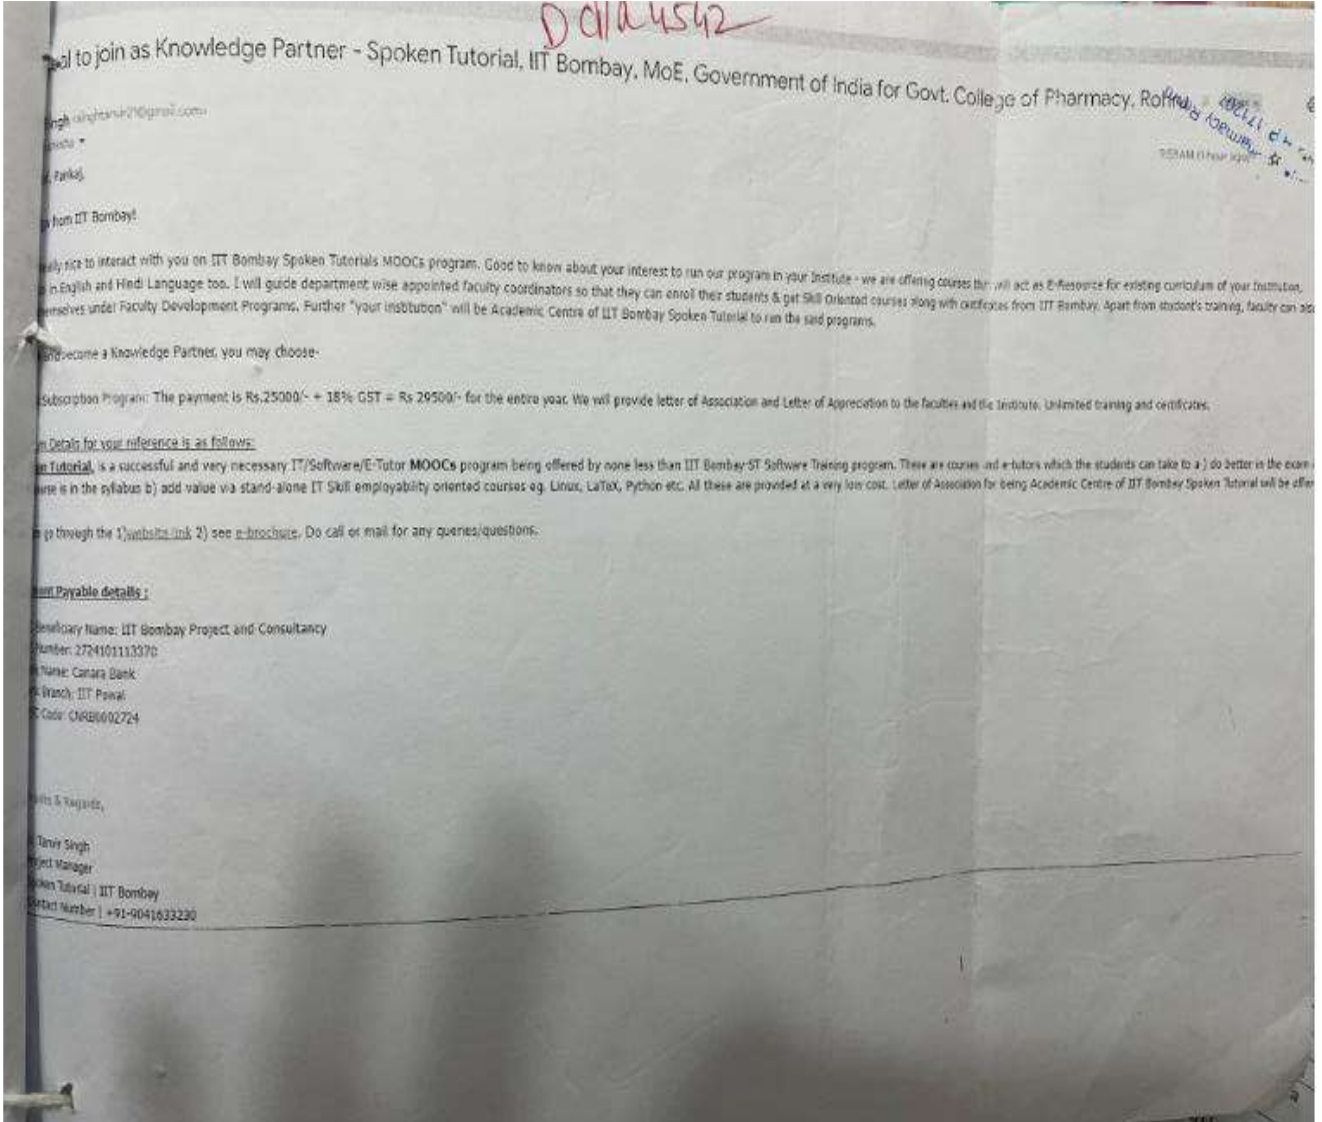 al to join as Knowledge Partner - Spoken Tutorial, IIT Bombay, MoE, Government of India for Govt. College of Pharmacy, Rohru
ingh
Pankaj,
from IIT Bombay!
nice to interact with you on IIT Bombay Spoken Tutorials MOOCs program. Good to know about your interest to run our program in your Institute - we are offering courses that will act as E-Resource for existing curriculum of your Institution,
in English and Hindi Language too. I will guide department wise appointed faculty coordinators so that they can enrol their students & get Skill Oriented courses along with certificates from IIT Bombay. Apart from student's training, faculty can also
emselves under Faculty Development Programs. Further "your institution" will be Academic Centre of IIT Bombay Spoken Tutorial to run the said programs.
become a Knowledge Partner, you may choose-
Subscription Program: The payment is Rs.25000/- + 18% GST = Rs 29500/- for the entire year. We will provide letter of Association and Letter of Appreciation to the faculties and the Institute. Unlimited training and certificates.
Details for your reference is as follows:
Tutorial, is a successful and very necessary IT/Software/E-Tutor MOOCs program being offered by none less than IIT Bombay-ST Software Training program. These are courses and e-tutors which the students can take to a ) do better in the exam
is in the syllabus b) add value via stand-alone IT Skill employability oriented courses eg. Linux, LaTax, Python etc. All these are provided at a very low cost. Letter of Association for being Academic Centre of IIT Bombay Spoken Tutorial will be offer
go through the 1)website link 2) see e-brochure. Do call or mail for any queries/questions.
Payable details :
Name: IIT Bombay Project and Consultancy
Number: 2724101113370
Name: Canara Bank
Branch: IIT Powai
Code: CNRB0002724
& Regards,
Tanvir Singh
ject Manager
oken Tutorial | IIT Bombay
Number | +91-9041633230